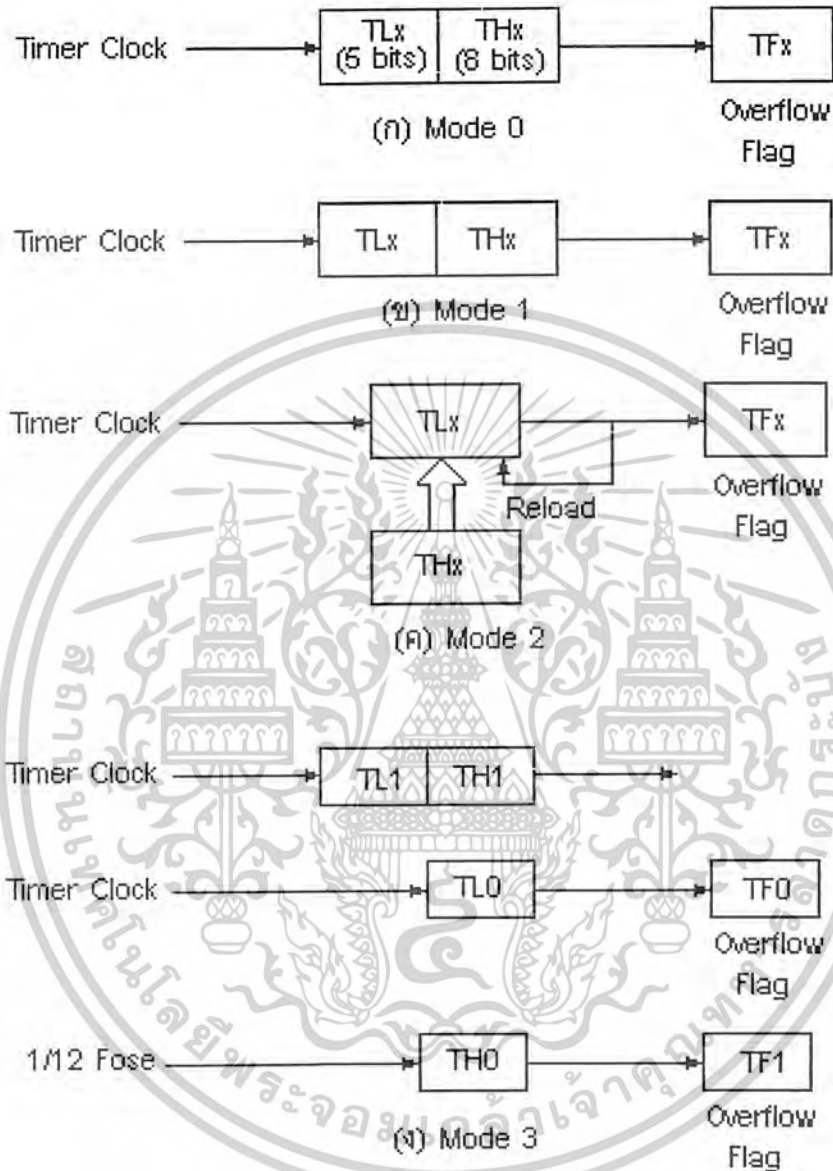 Timer Clock
TLx
(5 bits)
THx
(8 bits)
TFx
Overflow
Flag
(ก) Mode 0
Timer Clock
TLx
THx
TFx
Overflow
Flag
(ข) Mode 1
Timer Clock
TLx
TFx
Overflow
Flag
Reload
THx
(ค) Mode 2
Timer Clock
TL1
TH1
Timer Clock
TL0
TF0
Overflow
Flag
1/12 Fose
TH0
TF1
Overflow
Flag
(ง) Mode 3